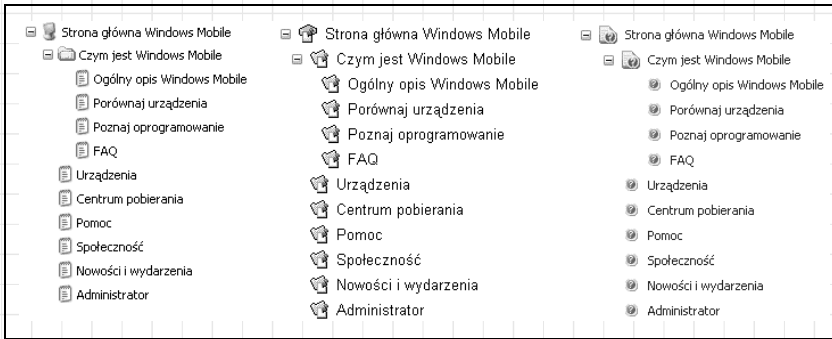 Strona główna Windows Mobile
Czym jest Windows Mobile
Ogólny opis Windows Mobile
Porównaj urządzenia
Poznaj oprogramowanie
FAQ
Urządzenia
Centrum pobierania
Pomoc
Społeczność
Nowości i wydarzenia
Administrator
Strona główna Windows Mobile
Czym jest Windows Mobile
Ogólny opis Windows Mobile
Porównaj urządzenia
Poznaj oprogramowanie
FAQ
Urządzenia
Centrum pobierania
Pomoc
Społeczność
Nowości i wydarzenia
Administrator
Strona główna Windows Mobile
Czym jest Windows Mobile
Ogólny opis Windows Mobile
Porównaj urządzenia
Poznaj oprogramowanie
FAQ
Urządzenia
Centrum pobierania
Pomoc
Społeczność
Nowości i wydarzenia
Administrator